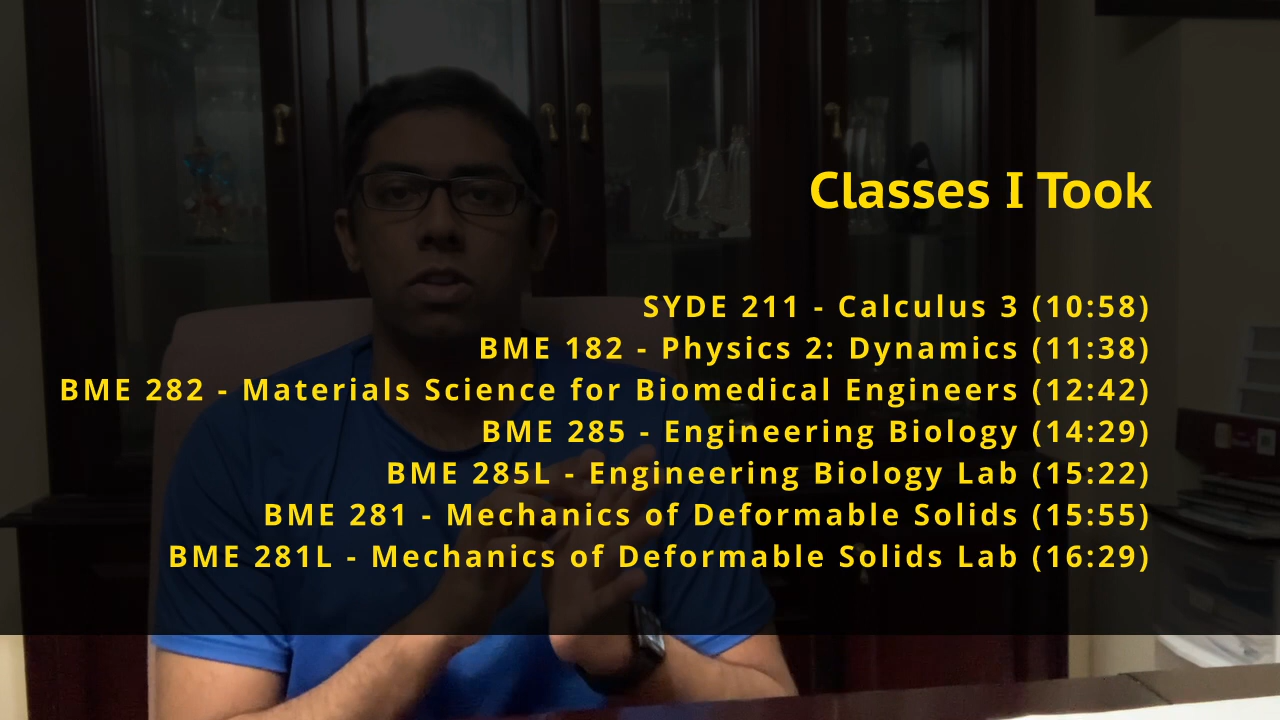 Classes I Took
SYDE 211 - Calculus 3 (10:58)
BME 182 - Physics 2: Dynamics (11:38)
BME 282 - Materials Science for Biomedical Engineers (12:42)
BME 285 - Engineering Biology (14:29)
BME 285L - Engineering Biology Lab (15:22)
BME 281 - Mechanics of Deformable Solids (15:55)
BME 281L - Mechanics of Deformable Solids Lab (16:29)